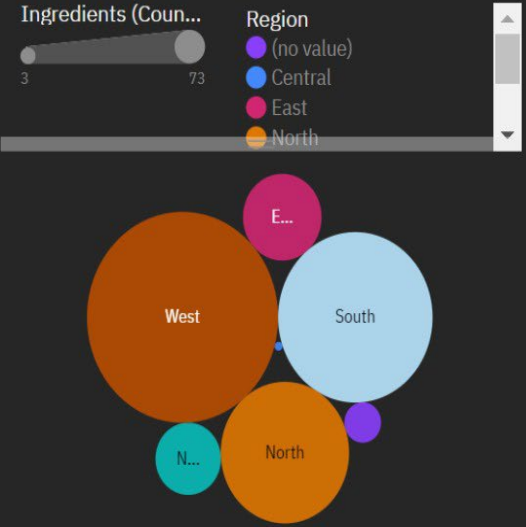 Ingredients (Coun...
3 73
Region
(no value)
Central
East
North
E...
West
South
N...
North